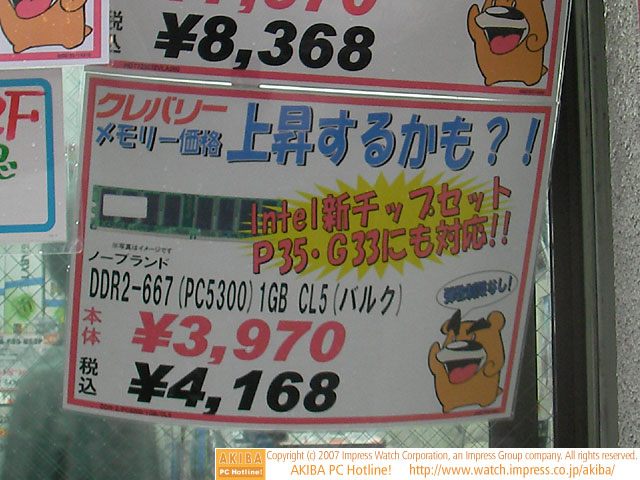 税込
¥8,368
クレバリー
メモリー価格 上昇するかも?!
Intel新チップセット
P35・G33にも対応!!
※写真はイメージです
ノーブランド
DDR2-667(PC5300)1GB CL5(バルク)
本体 ¥3,970
税込 ¥4,168
AKIBA
PC Hotline!
Copyright (c) 2007 Impress Watch Corporation, an Impress Group company. All rights reserved.
AKIBA PC Hotline! http://www.watch.impress.co.jp/akiba/